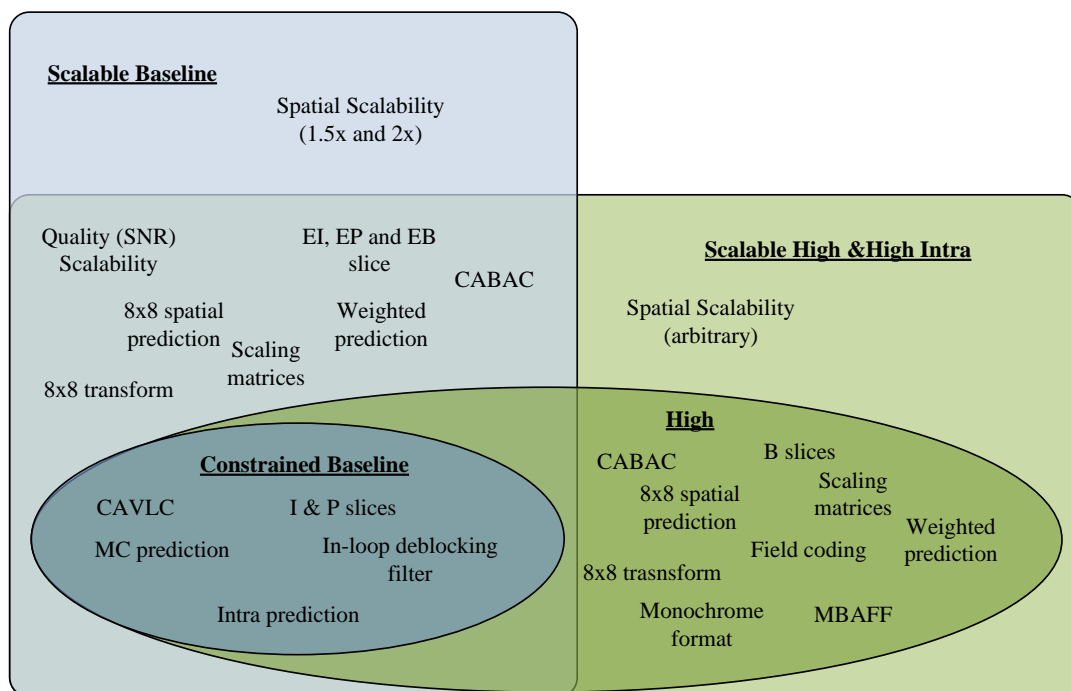 Scalable Baseline
Spatial Scalability
(1.5x and 2x)
Quality (SNR)
Scalability
EI, EP and EB
slice
CABAC
8x8 spatial
prediction
Weighted
prediction
Scaling
matrices
8x8 transform
Scalable High &High Intra
Spatial Scalability
(arbitrary)
Constrained Baseline
CAVLC
I & P slices
MC prediction
In-loop deblocking
filter
Intra prediction
High
CABAC
B slices
8x8 spatial
prediction
Scaling
matrices
Weighted
prediction
Field coding
8x8 trasnsform
Monochrome
format
MBAFF